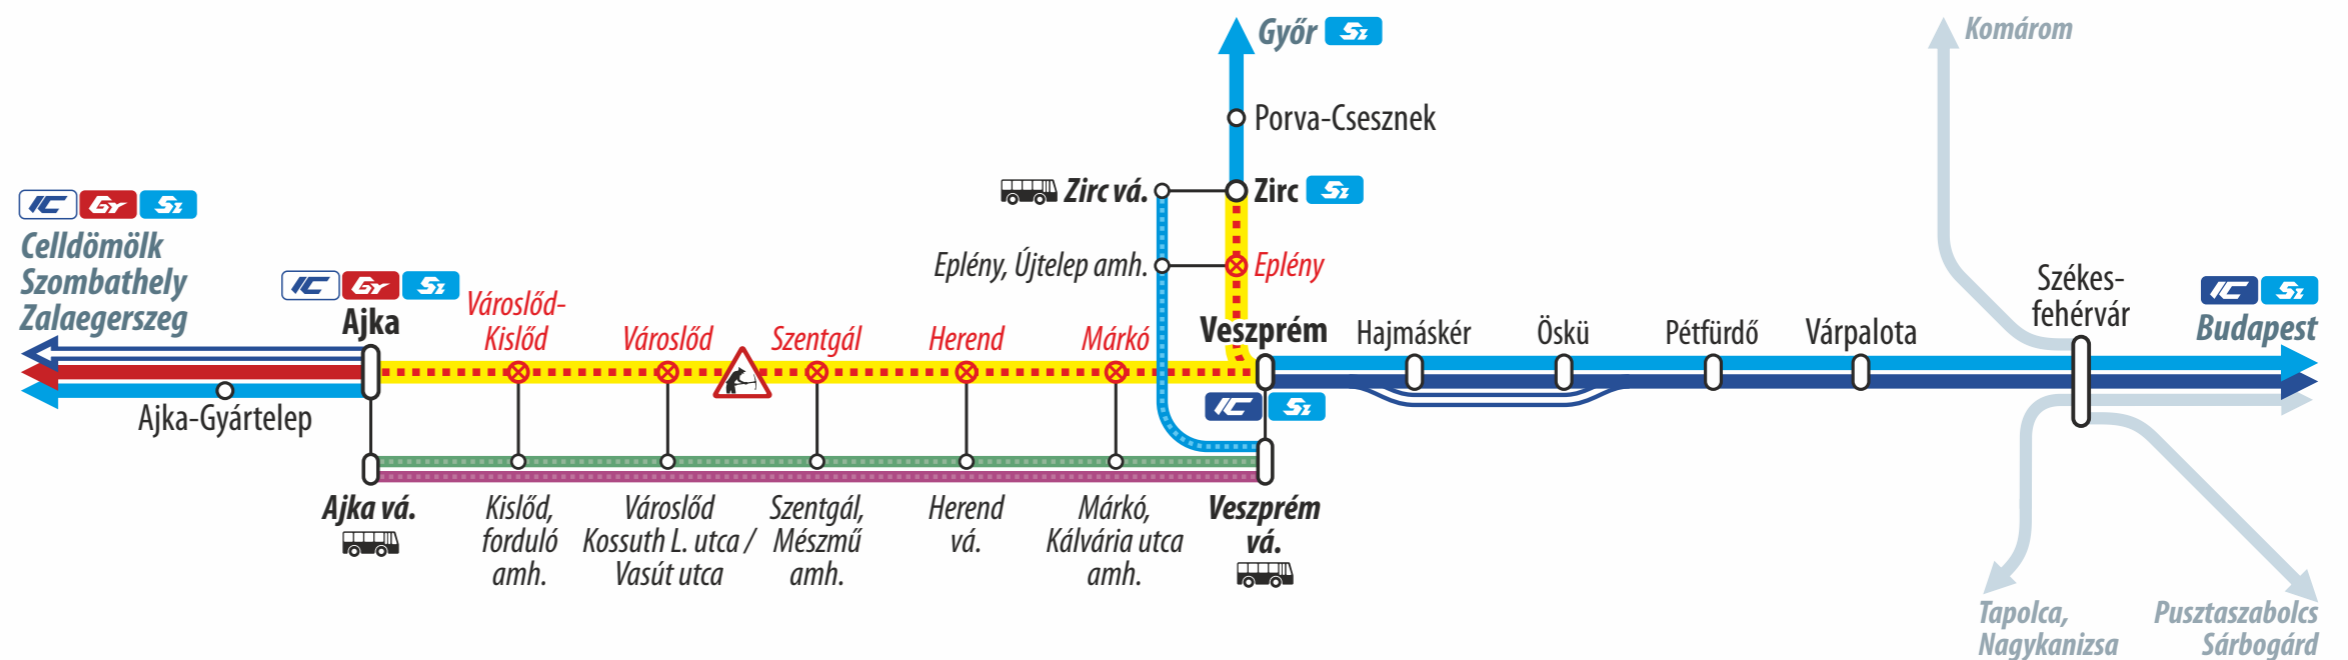 Győr Sz
Komárom
Porva-Csesznek
Zirc vá.
Zirc Sz
IC Gy Sz
Celldömölk
Szombathely
Zalaegerszeg
Eplény, Újtelep amh.
Eplény
IC Gy Sz
Ajka
Városlőd-
Kislőd
Városlőd
Szentgál
Herend
Márkó
Veszprém
Hajmáskér
Öskü
Pétfürdő
Várpalota
Székes-
fehérvár
IC Sz
Budapest
Ajka-Gyártelep
IC Sz
Ajka vá.
Kislőd,
forduló
amh.
Városlőd
Kossuth L. utca /
Vasút utca
Szentgál,
Mészmű
amh.
Herend
vá.
Márkó,
Kálvária utca
amh.
Veszprém
vá.
Tapolca,
Nagykanizsa
Pusztaszabolcs
Sárbogárd